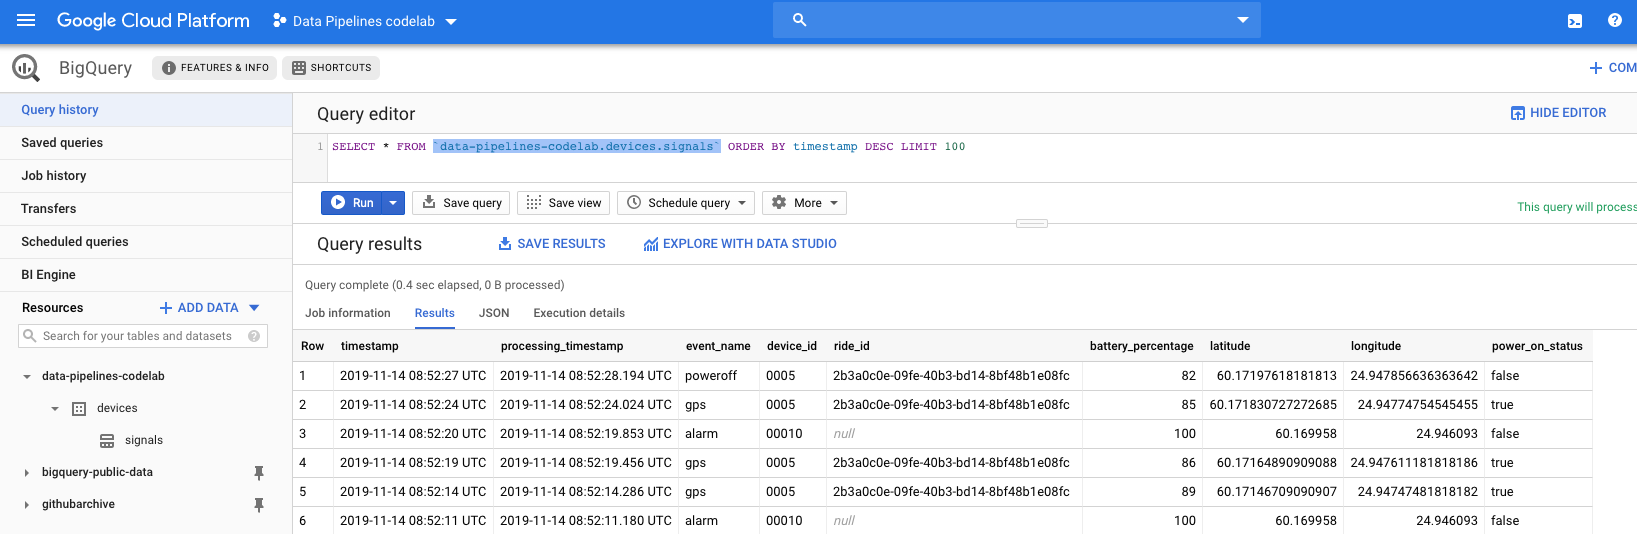 Google Cloud Platform Data Pipelines codelab
BigQuery FEATURES & INFO SHORTCUTS COM
Query history
Saved queries
Job history
Transfers
Scheduled queries
BI Engine
Resources ADD DATA
Search for your tables and datasets
data-pipelines-codelab
devices
signals
bigquery-public-data
githubarchive
Query editor HIDE EDITOR
1 SELECT * FROM `data-pipelines-codelab.devices.signals` ORDER BY timestamp DESC LIMIT 100
Run Save query Save view Schedule query More
This query will process
Query results SAVE RESULTS EXPLORE WITH DATA STUDIO
Query complete (0.4 sec elapsed, 0 B processed)
Job information Results JSON Execution details
Row timestamp processing_timestamp event_name device_id ride_id battery_percentage latitude longitude power_on_status
1 2019-11-14 08:52:27 UTC 2019-11-14 08:52:28.194 UTC poweroff 0005 2b3a0c0e-09fe-40b3-bd14-8bf48b1e08fc 82 60.17197618181813 24.947856363636642 false
2 2019-11-14 08:52:24 UTC 2019-11-14 08:52:24.024 UTC gps 0005 2b3a0c0e-09fe-40b3-bd14-8bf48b1e08fc 85 60.171830727272685 24.94774754545455 true
3 2019-11-14 08:52:20 UTC 2019-11-14 08:52:19.853 UTC alarm 00010 null 100 60.169958 24.946093 false
4 2019-11-14 08:52:19 UTC 2019-11-14 08:52:19.456 UTC gps 0005 2b3a0c0e-09fe-40b3-bd14-8bf48b1e08fc 86 60.17164890909088 24.947611181818186 true
5 2019-11-14 08:52:14 UTC 2019-11-14 08:52:14.286 UTC gps 0005 2b3a0c0e-09fe-40b3-bd14-8bf48b1e08fc 89 60.17146709090907 24.94747481818182 true
6 2019-11-14 08:52:11 UTC 2019-11-14 08:52:11.180 UTC alarm 00010 null 100 60.169958 24.946093 false